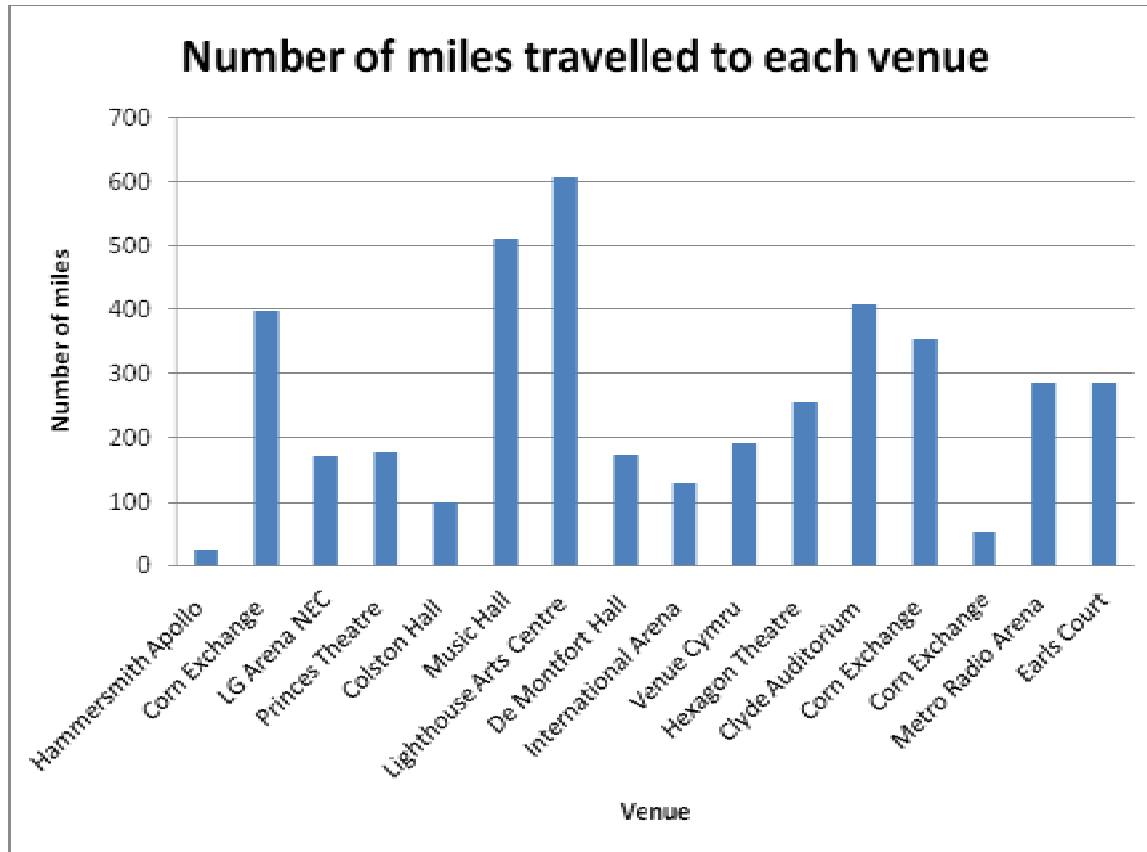 Number of miles travelled to each venue
700
600
500
400
300
200
100
0
Number of miles
Hammersmith Apollo
Corn Exchange
LG Arena NEC
Princes Theatre
Colston Hall
Music Hall
Lighthouse Arts Centre
De Montfort Hall
International Arena
Venue Cymru
Hexagon Theatre
Clyde Auditorium
Corn Exchange
Corn Exchange
Metro Radio Arena
Earls Court
Venue